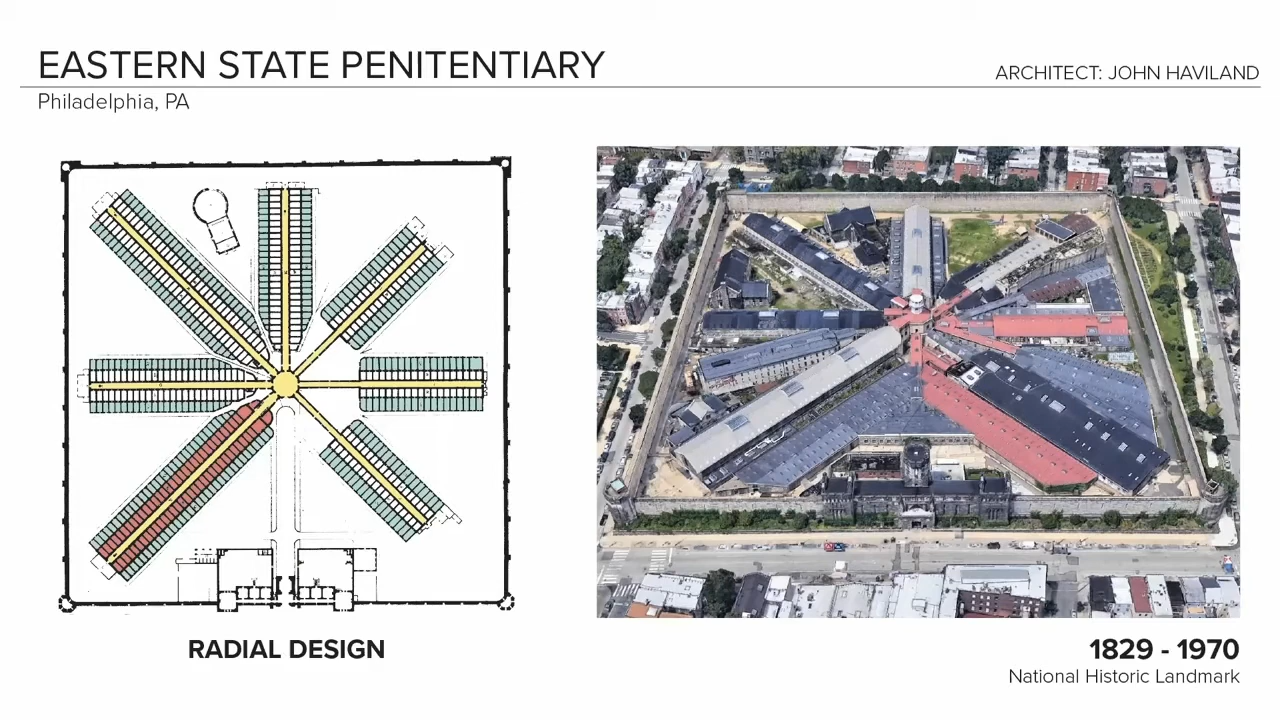 EASTERN STATE PENITENTIARY
ARCHITECT: JOHN HAVILAND
Philadelphia, PA
RADIAL DESIGN
1829 - 1970
National Historic Landmark